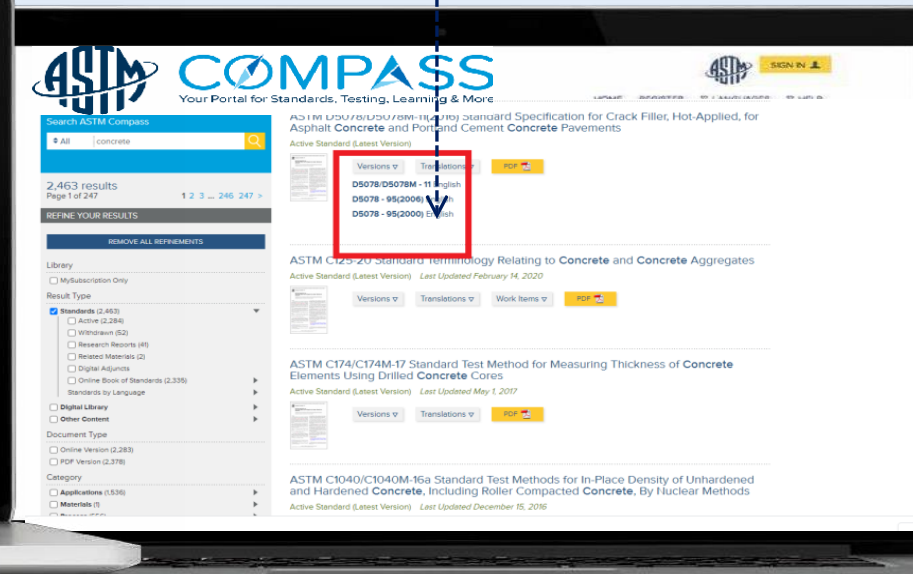 ASTM
COMPASS
Your Portal for Standards, Testing, Learning & More
ASTM
SIGN IN
HOME REGISTER LANGUAGES HELP
Search ASTM Compass
All concrete
2,463 results
Page 1 of 247
1 2 3 ... 246 247 >
REFINE YOUR RESULTS
REMOVE ALL REFINEMENTS
Library
MySubscription Only
Result Type
Standards (2,463)
Active (2,284)
Withdrawn (52)
Research Reports (41)
Related Materials (2)
Digital Adjuncts
Online Book of Standards (2,335)
Standards by Language
Digital Library
Other Content
Document Type
Online Version (2,283)
PDF Version (2,378)
Category
Applications (1,536)
Materials (1)
ASTM D5078/D5078M-11(2016) Standard Specification for Crack Filler, Hot-Applied, for
Asphalt Concrete and Portland Cement Concrete Pavements
Active Standard (Latest Version)
Versions Translations PDF
D5078/D5078M - 11 English
D5078 - 95(2006) English
D5078 - 95(2000) English
ASTM C125-20 Standard Terminology Relating to Concrete and Concrete Aggregates
Active Standard (Latest Version) Last Updated February 14, 2020
Versions Translations Work Items PDF
ASTM C174/C174M-17 Standard Test Method for Measuring Thickness of Concrete
Elements Using Drilled Concrete Cores
Active Standard (Latest Version) Last Updated May 1, 2017
Versions Translations PDF
ASTM C1040/C1040M-16a Standard Test Methods for In-Place Density of Unhardened
and Hardened Concrete, Including Roller Compacted Concrete, By Nuclear Methods
Active Standard (Latest Version) Last Updated December 15, 2016